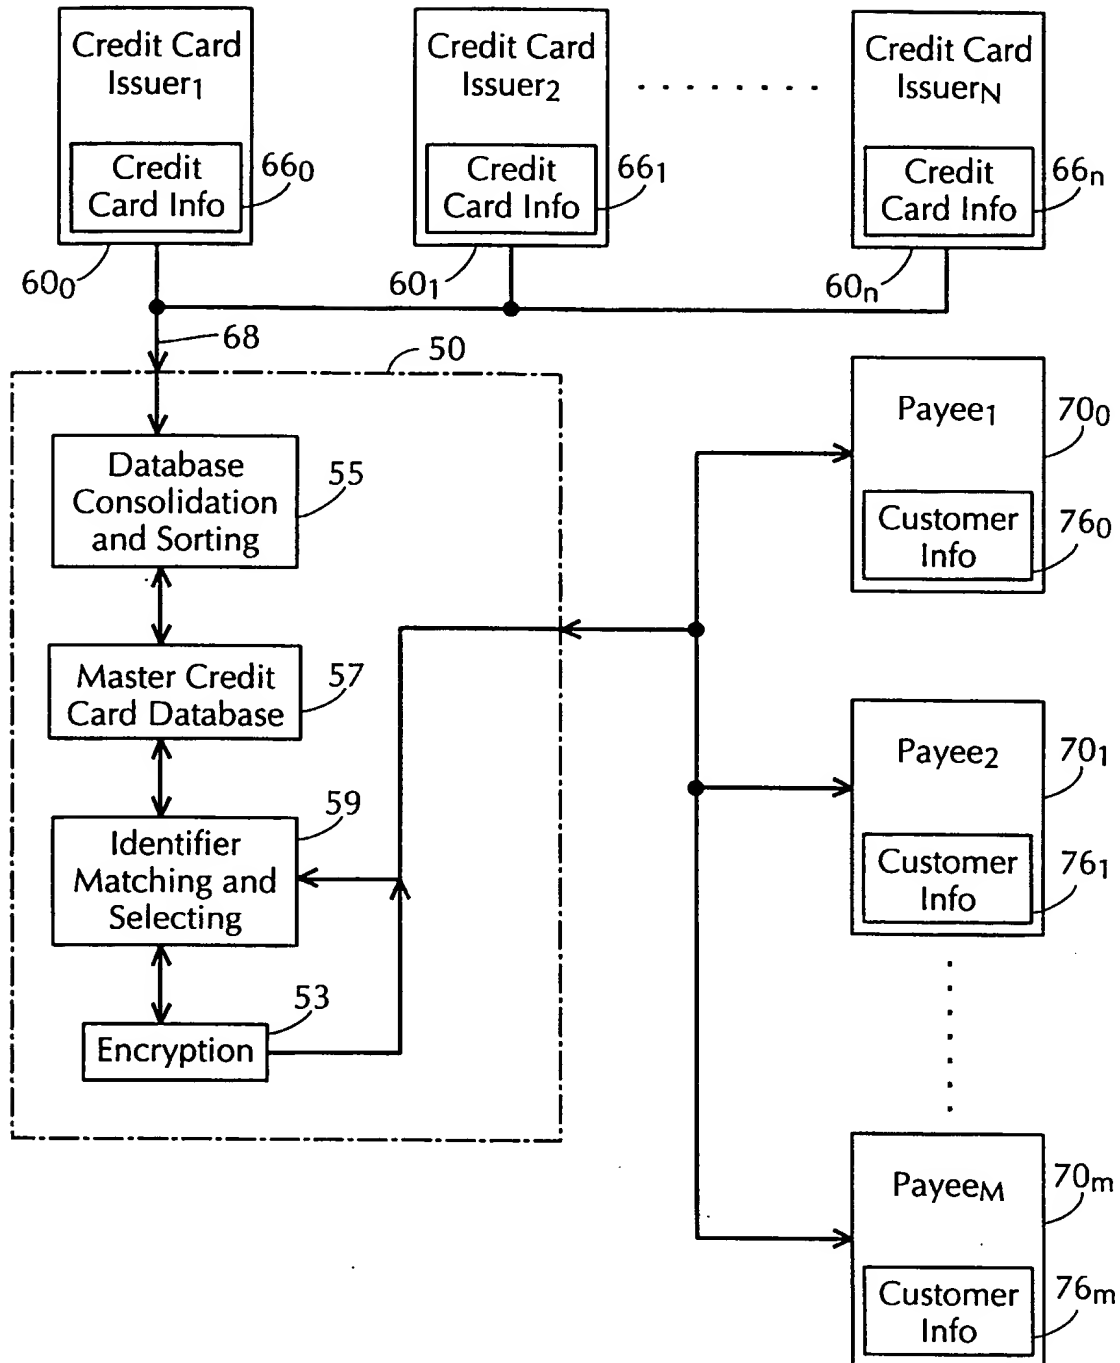 Credit Card
Issuer1
Credit Card
Issuer2
Credit Card
IssuerN
Credit
Card Info
660
Credit
Card Info
661
Credit
Card Info
66n
600
601
60n
68
50
Database
Consolidation
and Sorting
55
Master Credit
Card Database
57
Identifier
Matching and
Selecting
59
Encryption
53
Payee1
700
Customer
Info
760
Payee2
701
Customer
Info
761
PayeeM
70m
Customer
Info
76m